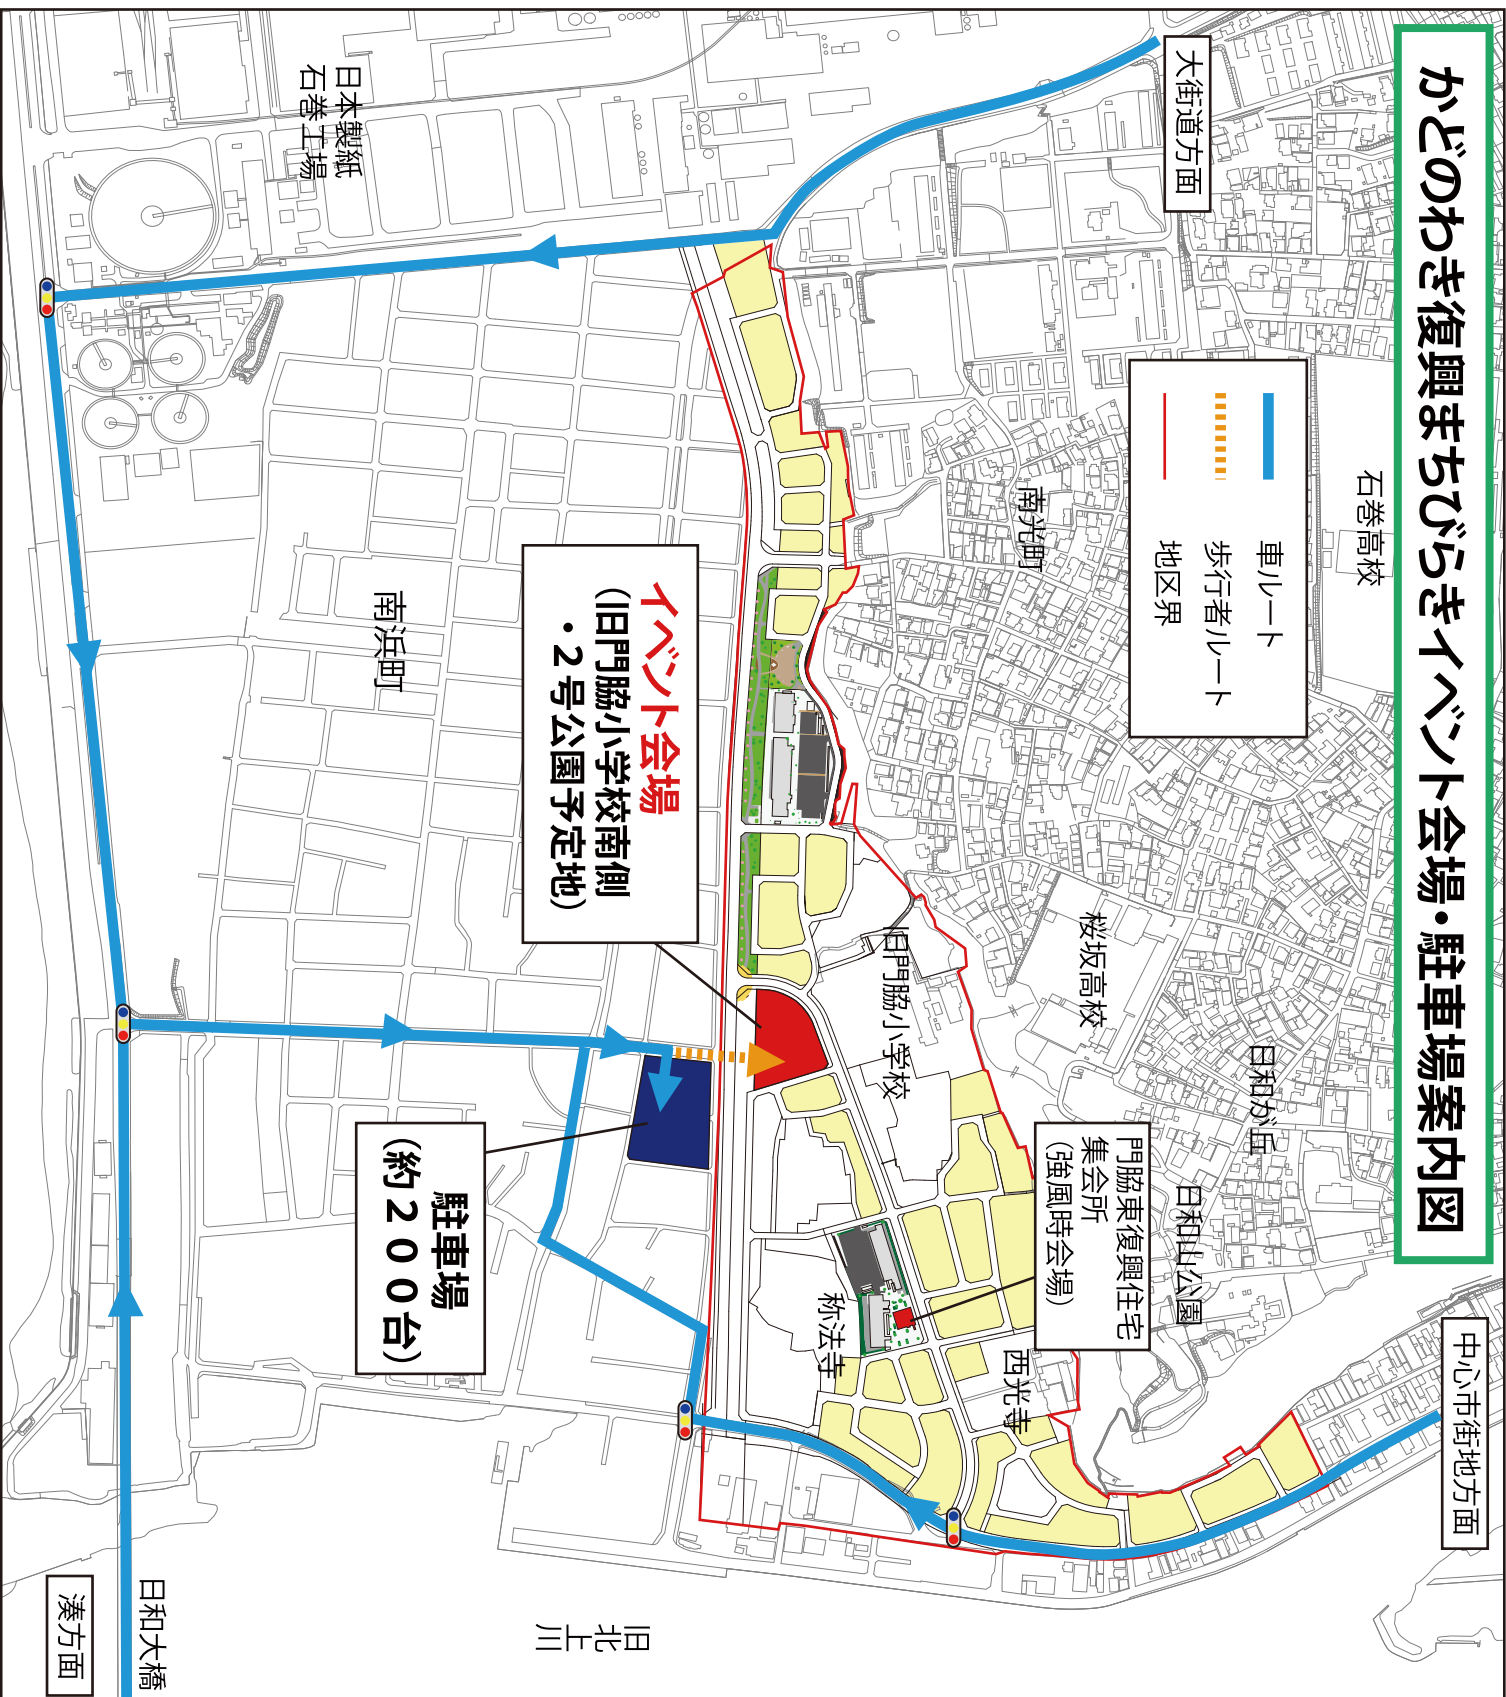 かどのわき復興まちびらきイベント会場・駐車場案内図
大街道方面
石巻高校
車ルート
歩行者ルート
地区界
日本製紙
石巻工場
南光町
南浜町
イベント会場
(旧門脇小学校南側
・2号公園予定地)
旧門脇小学校
桜坂高校
日和が丘
日和山公園
門脇東復興住宅
集会所
(強風時会場)
中心市街地方面
西光寺
称法寺
駐車場
(約200台)
旧北上川
日和大橋
湊方面